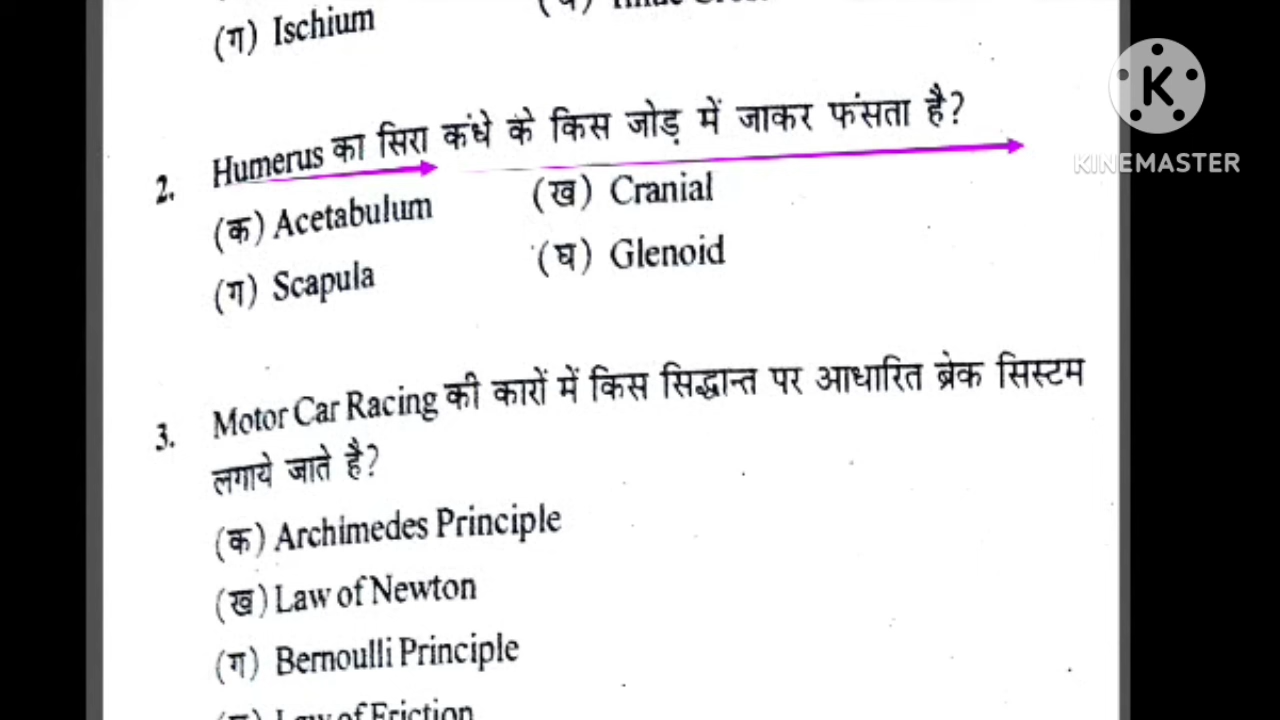 (ग) Ischium
2. Humerus का सिरा कंधे के किस जोड़ में जाकर फंसता है?
(क) Acetabulum (ख) Cranial
(ग) Scapula (घ) Glenoid
3. Motor Car Racing की कारों में किस सिद्धान्त पर आधारित ब्रेक सिस्टम
लगाये जाते है?
(क) Archimedes Principle
(ख) Law of Newton
(ग) Bernoulli Principle
Law of Friction
K
KINEMASTER